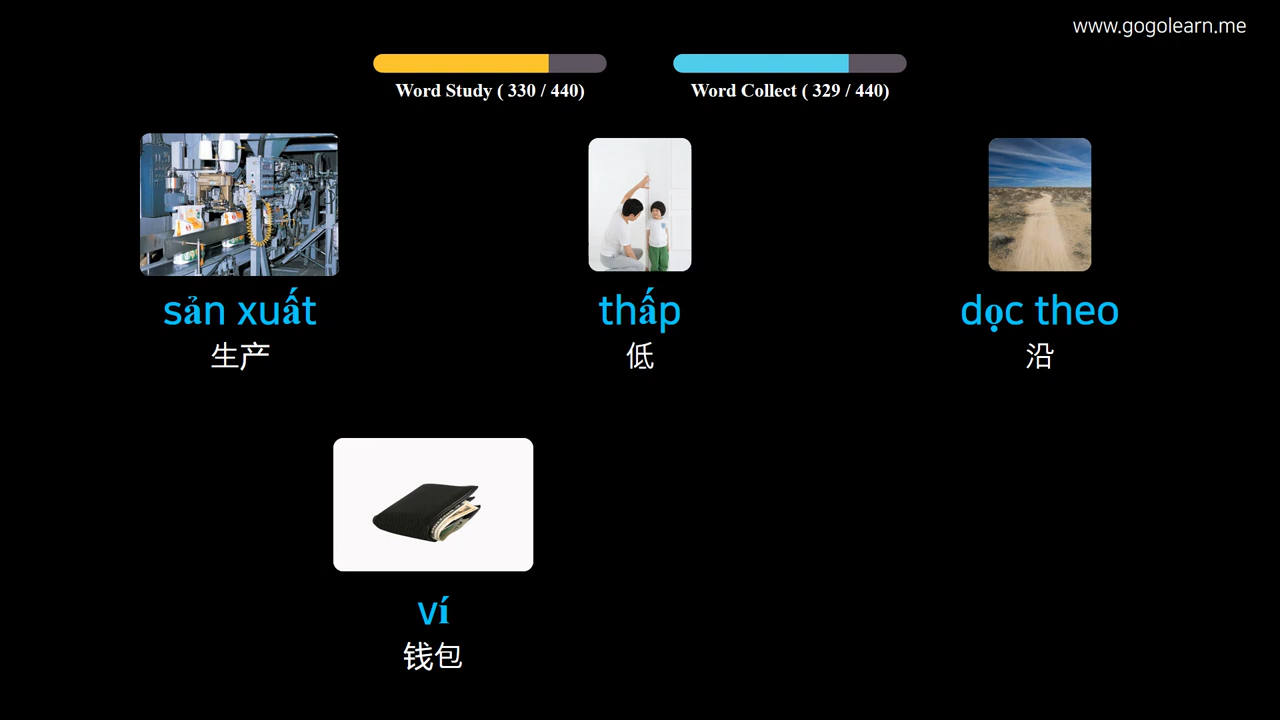 www.gogolearn.me
Word Study ( 330 / 440)
Word Collect ( 329 / 440)
sản xuất
生产
thấp
低
dọc theo
沿
ví
钱包